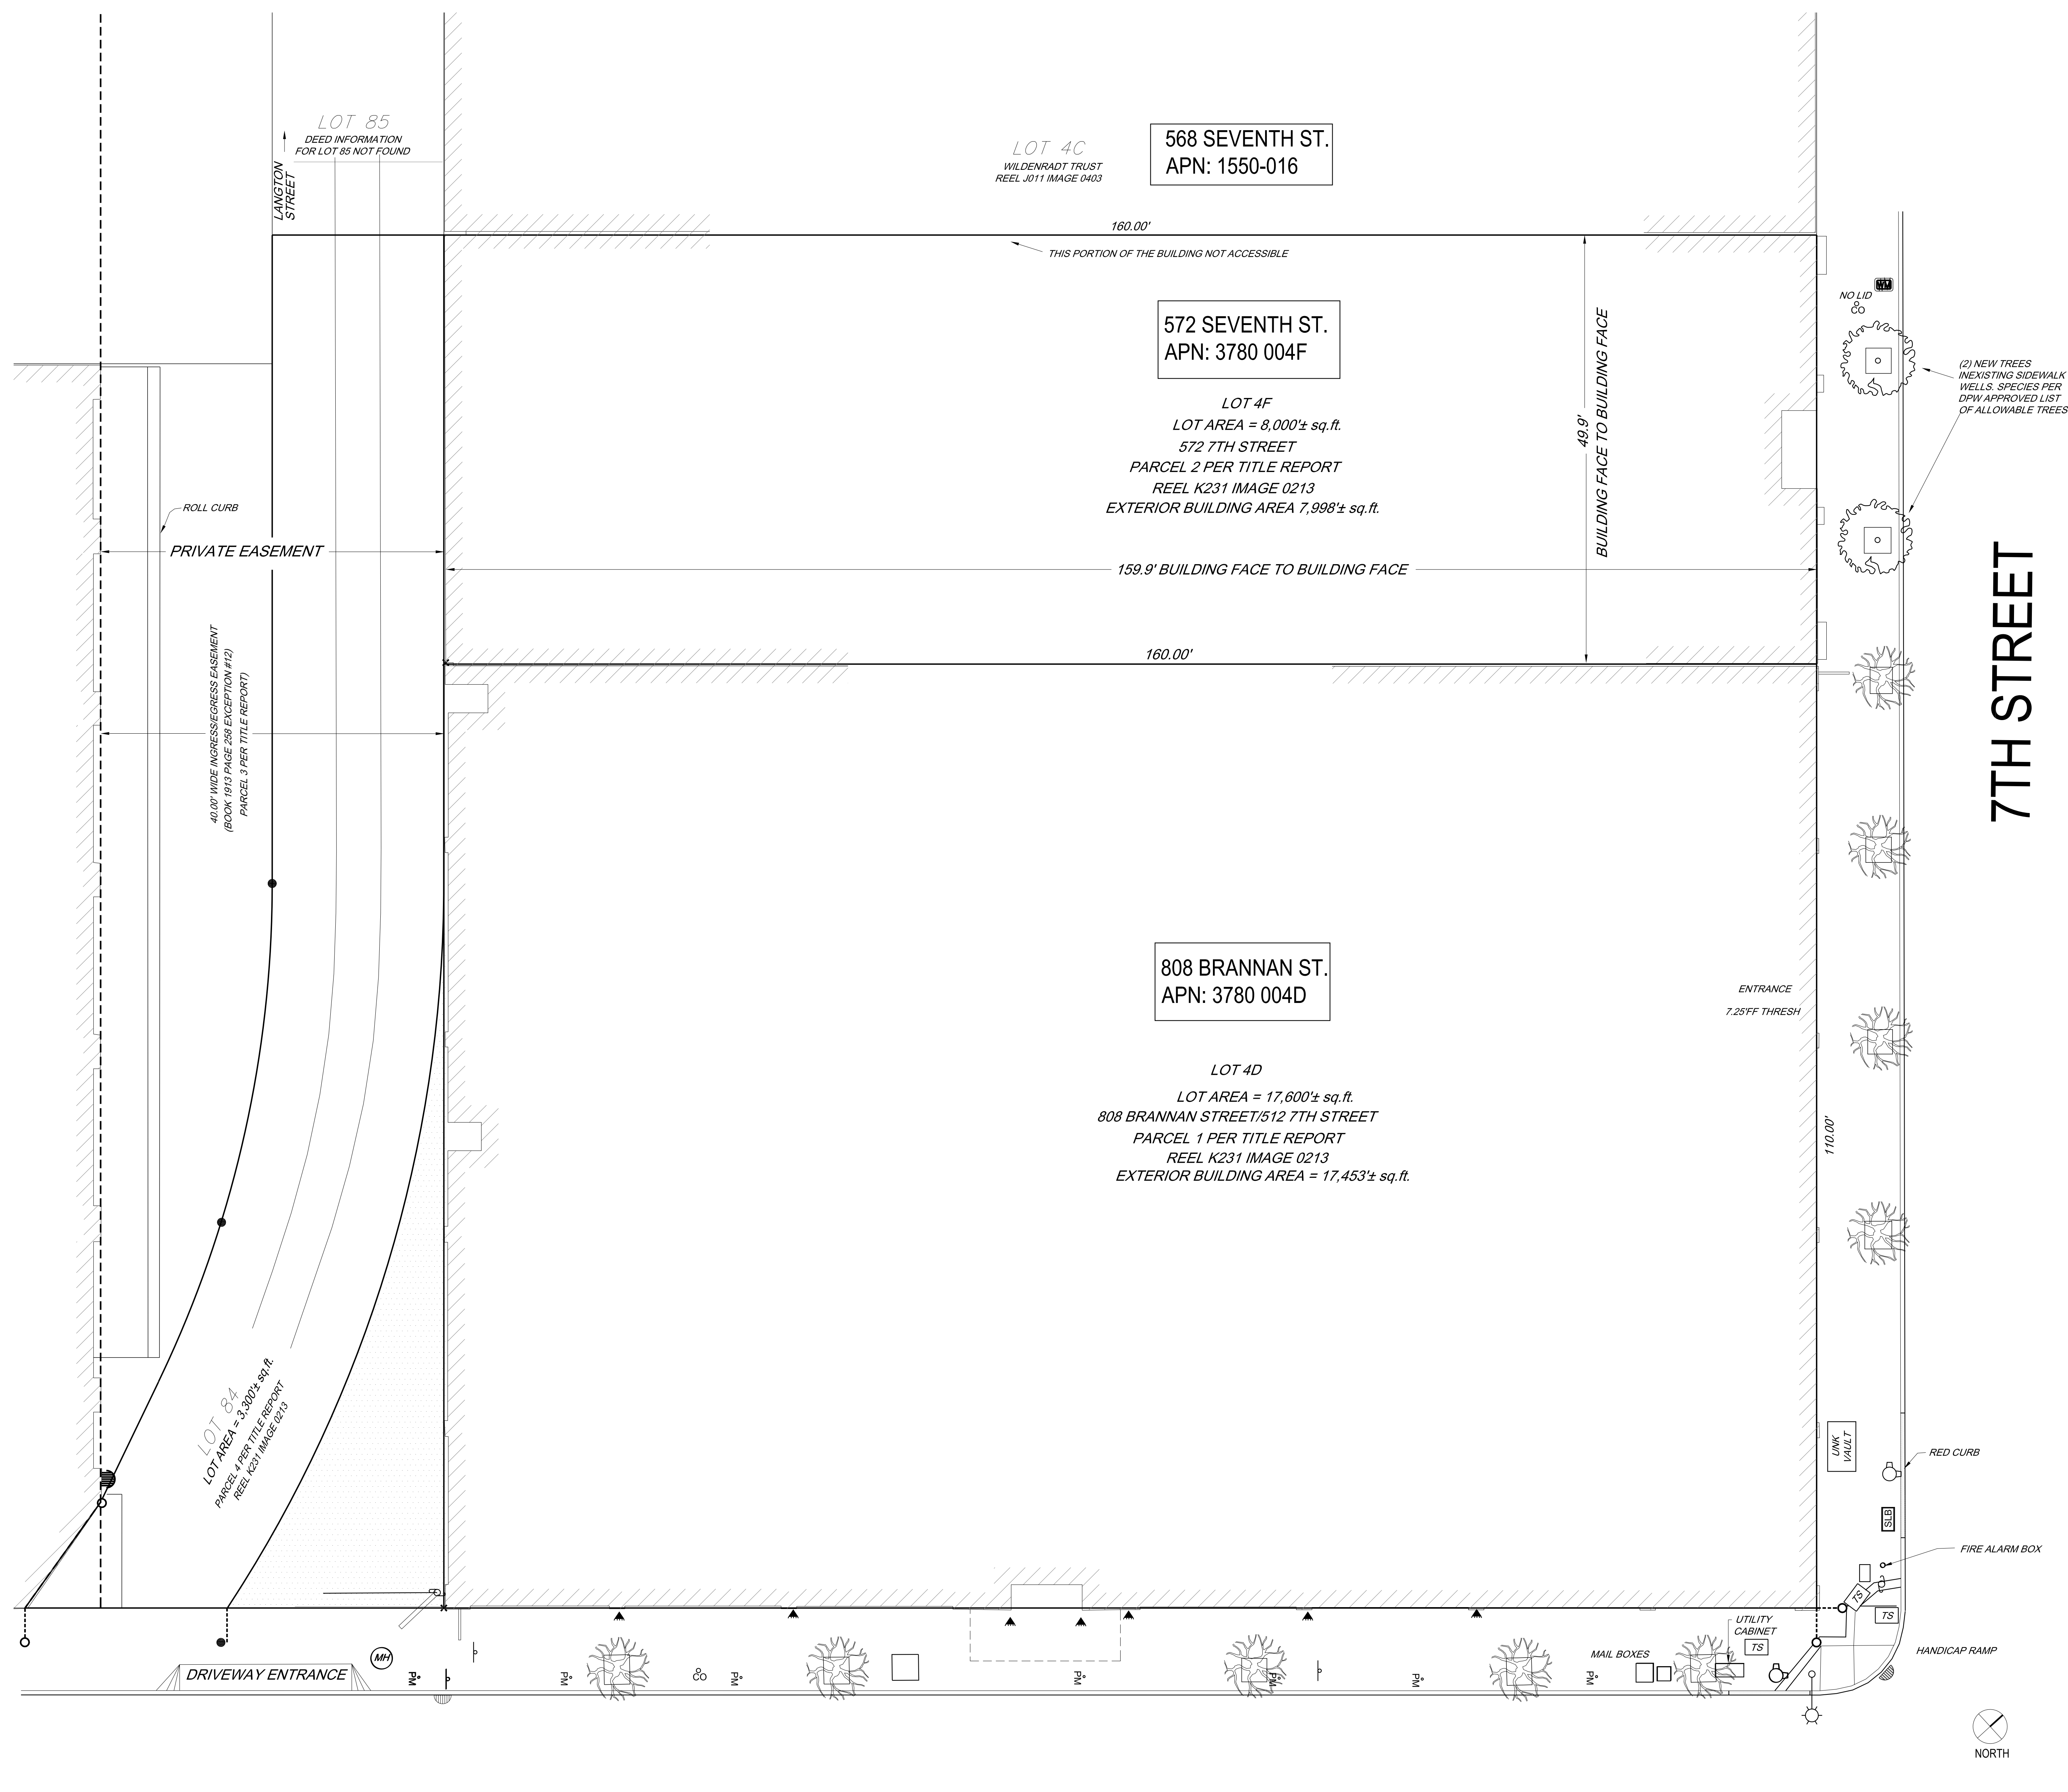 LOT 85
DEED INFORMATION
FOR LOT 85 NOT FOUND
LANGTON
STREET
LOT 4C
WILDENRADT TRUST
REEL J011 IMAGE 0403
568 SEVENTH ST.
APN: 1550-016
160.00'
THIS PORTION OF THE BUILDING NOT ACCESSIBLE
572 SEVENTH ST.
APN: 3780 004F
LOT 4F
LOT AREA = 8,000'± sq.ft.
572 7TH STREET
PARCEL 2 PER TITLE REPORT
REEL K231 IMAGE 0213
EXTERIOR BUILDING AREA 7,998'± sq.ft.
49.9'
BUILDING FACE TO BUILDING FACE
159.9' BUILDING FACE TO BUILDING FACE
160.00'
WM
NO LID
(2) NEW TREES
INEXISTING SIDEWALK
WELLS. SPECIES PER
DPW APPROVED LIST
OF ALLOWABLE TREES
7TH STREET
ROLL CURB
PRIVATE EASEMENT
40.00' WIDE INGRESS/EGRESS EASEMENT
(BOOK 1913 PAGE 258 EXCEPTION #12)
PARCEL 3 PER TITLE REPORT)
808 BRANNAN ST.
APN: 3780 004D
LOT 4D
LOT AREA = 17,600'± sq.ft.
808 BRANNAN STREET/512 7TH STREET
PARCEL 1 PER TITLE REPORT
REEL K231 IMAGE 0213
EXTERIOR BUILDING AREA = 17,453'± sq.ft.
ENTRANCE
7.25'FF THRESH
110.00'
LOT 84
LOT AREA = 3,300'± sq.ft.
PARCEL 4 PER TITLE REPORT
REEL K231 IMAGE 0213
UNK
VAULT
RED CURB
SLB
FIRE ALARM BOX
TS
TS
UTILITY
CABINET
TS
MAIL BOXES
HANDICAP RAMP
DRIVEWAY ENTRANCE
MH
PM
PM
PM
PM
PM
PM
PM
NORTH